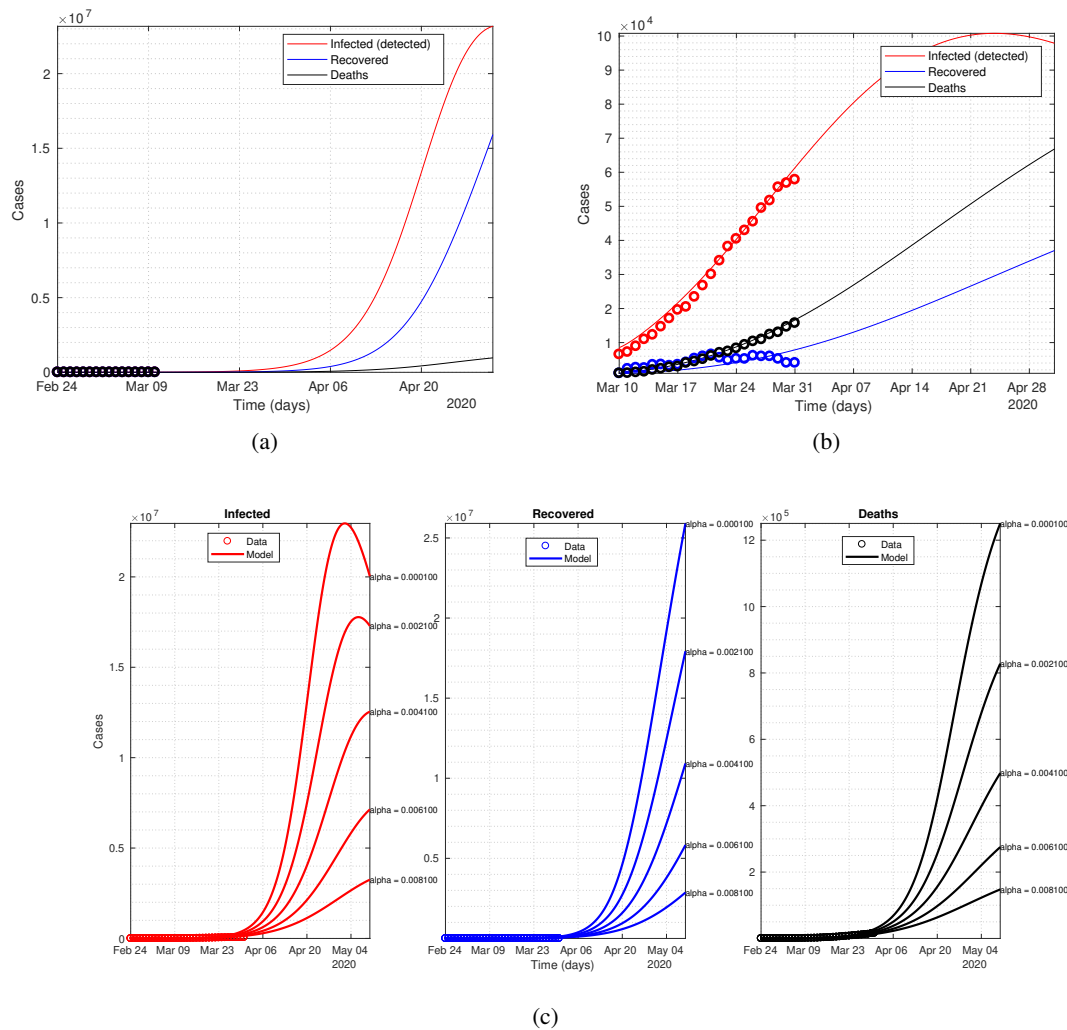 ×10^7
Infected (detected)
Recovered
Deaths
Cases
2
1.5
1
0.5
0
Feb 24 Mar 09 Mar 23 Apr 06 Apr 20
Time (days) 2020
(a)
×10^4
Infected (detected)
Recovered
Deaths
Cases
10
9
8
7
6
5
4
3
2
1
Mar 10 Mar 17 Mar 24 Mar 31 Apr 07 Apr 14 Apr 21 Apr 28
Time (days) 2020
(b)
Infected
×10^7
Data
Model
Cases
2
1.5
1
0.5
0
alpha = 0.000100
alpha = 0.002100
alpha = 0.004100
alpha = 0.006100
alpha = 0.008100
Feb 24 Mar 09 Mar 23 Apr 06 Apr 20 May 04
2020
Recovered
×10^7
Data
Model
2.5
2
1.5
1
0.5
alpha = 0.000100
alpha = 0.002100
alpha = 0.004100
alpha = 0.006100
alpha = 0.008100
Feb 24 Mar 09 Mar 23 Apr 06 Apr 20 May 04
Time (days) 2020
Deaths
×10^5
Data
Model
12
10
8
6
4
2
alpha = 0.000100
alpha = 0.002100
alpha = 0.004100
alpha = 0.006100
alpha = 0.008100
Feb 24 Mar 09 Mar 23 Apr 06 Apr 20 May 04
2020
(c)